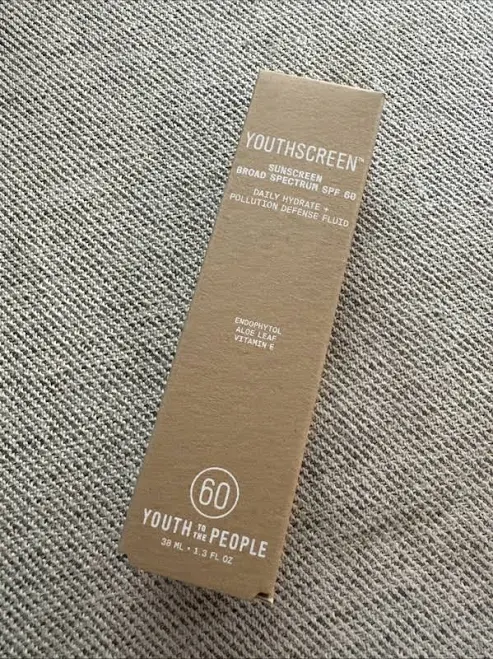 YOUTHSCREEN™
SUNSCREEN
BROAD SPECTRUM SPF 60
DAILY HYDRATE +
POLLUTION DEFENSE FLUID
ENDOPHYTOL
ALOE LEAF
VITAMIN E
60
YOUTH TO THE PEOPLE
38 ML • 1.3 FL OZ